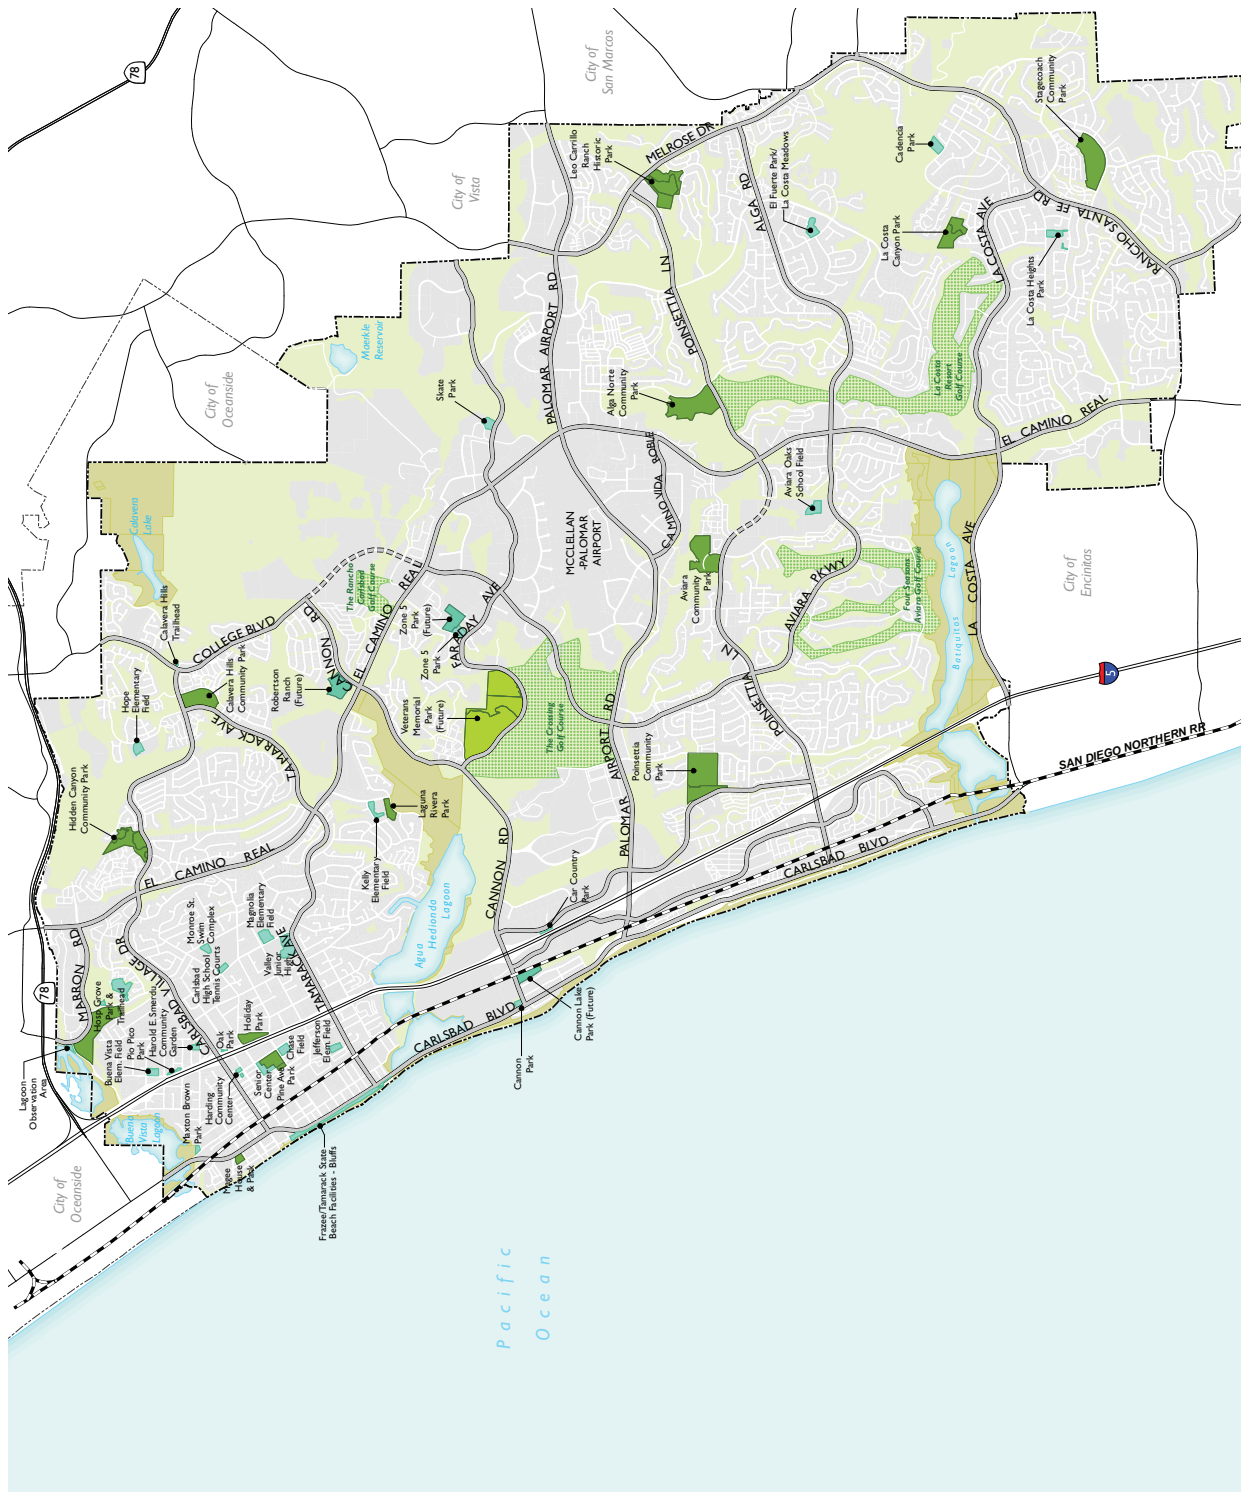 78
City of
San Marcos
Stagecoach
Community
Park
Leo Carrillo
Ranch
Historic
Park
MELROSE DR
El Fuerte Park/
La Costa Meadows
Cadencia
Park
City of
Vista
ALGA RD
La Costa
Canyon Park
LA COSTA AVE
RANCHO SANTA FE RD
La Costa Heights
Park
PALOMAR AIRPORT RD
POINSETTIA LN
Maerkle
Reservoir
City of
Oceanside
Skate
Park
Alga Norte
Community
Park
La Costa
Resort
Golf Course
EL CAMINO REAL
Calavera
Lake
MCCLELLAN
-PALOMAR
AIRPORT
CAMINO VIDA ROBLE
Aviara Oaks
School Field
Batiquitos Lagoon
LA COSTA AVE
City of
Encinitas
Calavera Hills
Trailhead
COLLEGE BLVD
The Rancho
Carlsbad
Golf Course
EL CAMINO REAL
CANNON RD
Zone 5
Park
(Future)
Zone 5
Park
FARADAY AVE
Aviara
Community
Park
AVIARA PKWY
Four Seasons
Aviara Golf Course
Hope
Elementary
Field
Calavera Hills
Community Park
Robertson
Ranch
(Future)
TAMARACK AVE
Veterans
Memorial
Park
(Future)
The Crossing
Golf Course
PALOMAR AIRPORT RD
POINSETTIA LN
Poinsettia
Community
Park
5
SAN DIEGO NORTHERN RR
Hidden Canyon
Community Park
EL CAMINO REAL
Laguna
Rivera
Park
Kelly
Elementary
Field
CANNON RD
Car Country
Park
CARLSBAD BLVD
78
MARRON RD
CARLSBAD VILLAGE DR
Monroe St.
Swim
Complex
Magnolia
Elementary
Field
Valley
Junior
High
TAMARACK AVE
Agua
Hedionda
Lagoon
Carlsbad
High School
Tennis Courts
Hosp Grove
Park &
Trailhead
Lagoon
Observation
Area
Buena Vista
Elem. Field
Pio Pico
Park
Harold E. Smerdu
Community
Garden
Oak
Park
Holiday
Park
Chase
Field
Jefferson
Elem. Field
CARLSBAD BLVD
Cannon Lake
Park (Future)
Cannon
Park
Buena
Vista
Lagoon
Maxton Brown
Park
Harding
Community
Center
Senior
Center
Pine Ave
Park
Magee
House
& Park
Frazee/Tamarack State
Beach Facilities - Bluffs
City of
Oceanside
Pacific
Ocean